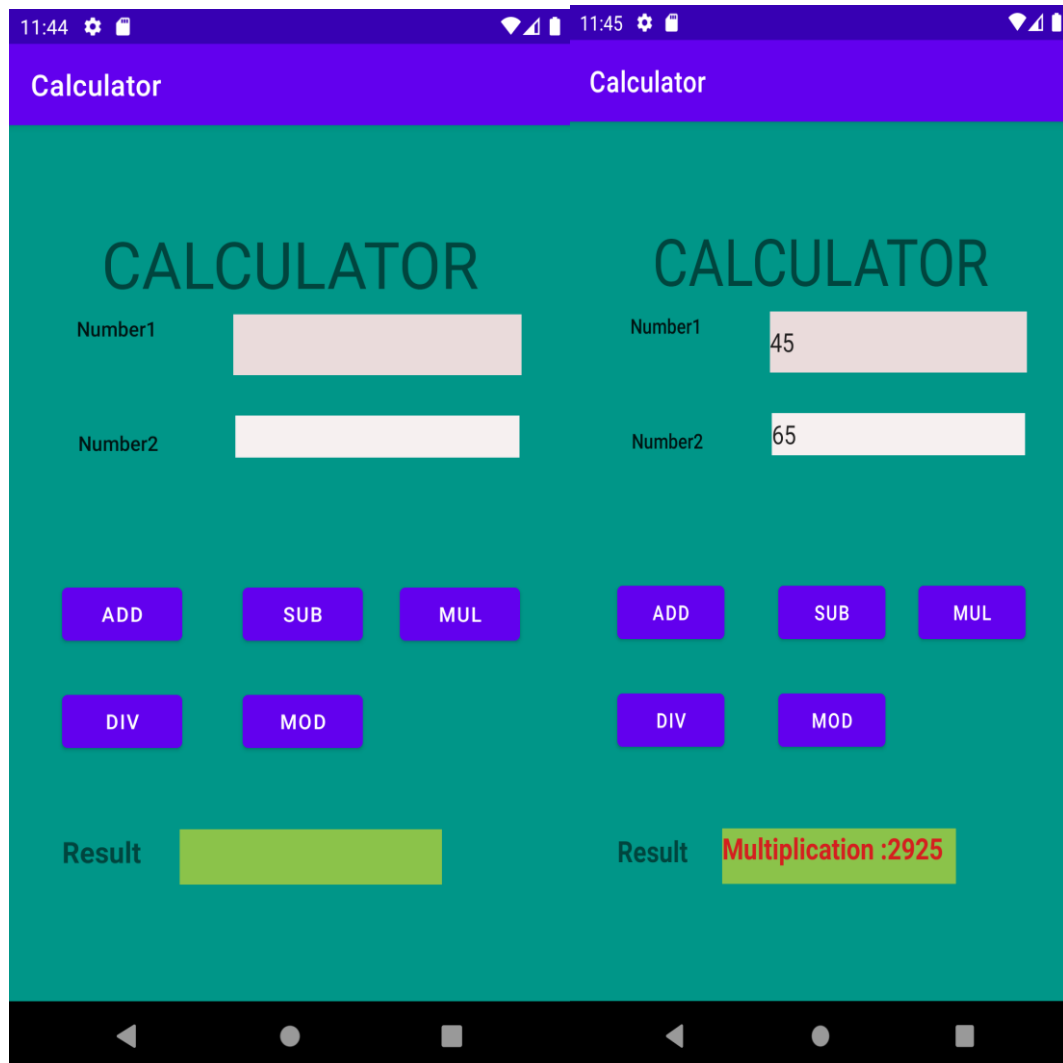 11:44
Calculator
CALCULATOR
Number1
Number2
ADD SUB MUL
DIV MOD
Result
11:45
Calculator
CALCULATOR
Number1 45
Number2 65
ADD SUB MUL
DIV MOD
Result Multiplication :2925